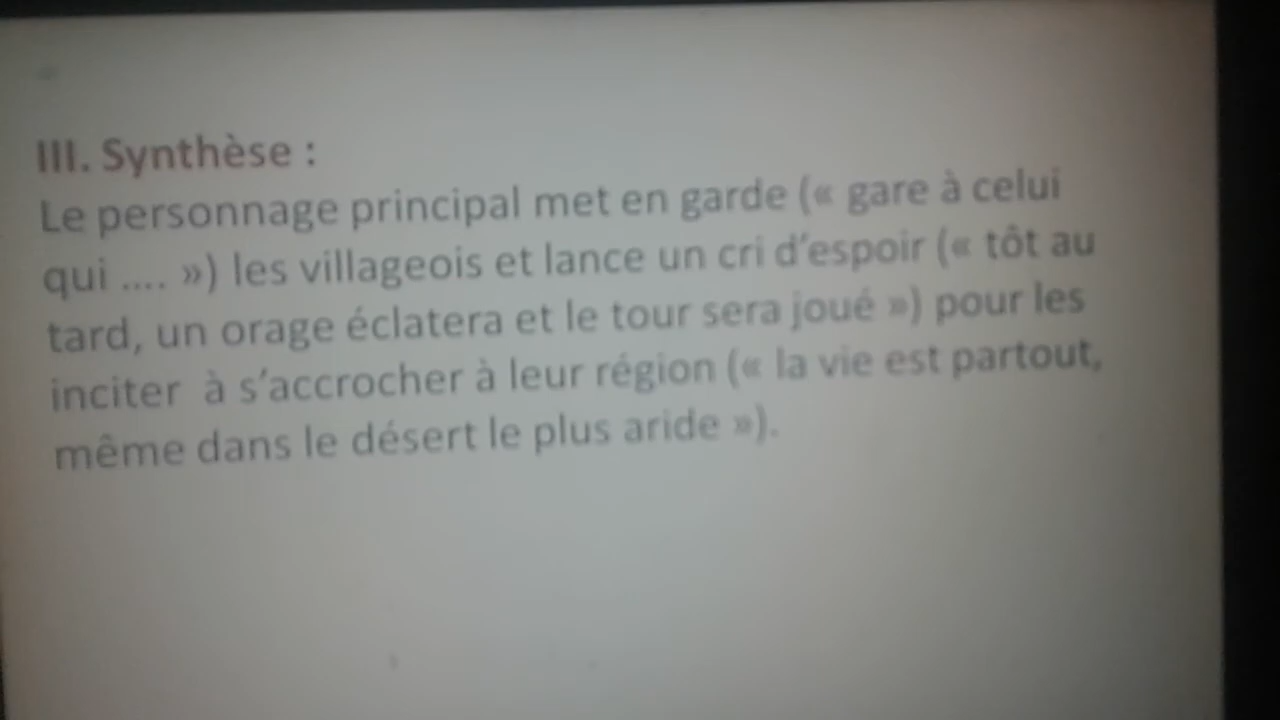 III. Synthèse :
Le personnage principal met en garde (« gare à celui
qui .... ») les villageois et lance un cri d'espoir (« tôt au
tard, un orage éclatera et le tour sera joué ») pour les
inciter à s'accrocher à leur région (« la vie est partout,
même dans le désert le plus aride »).